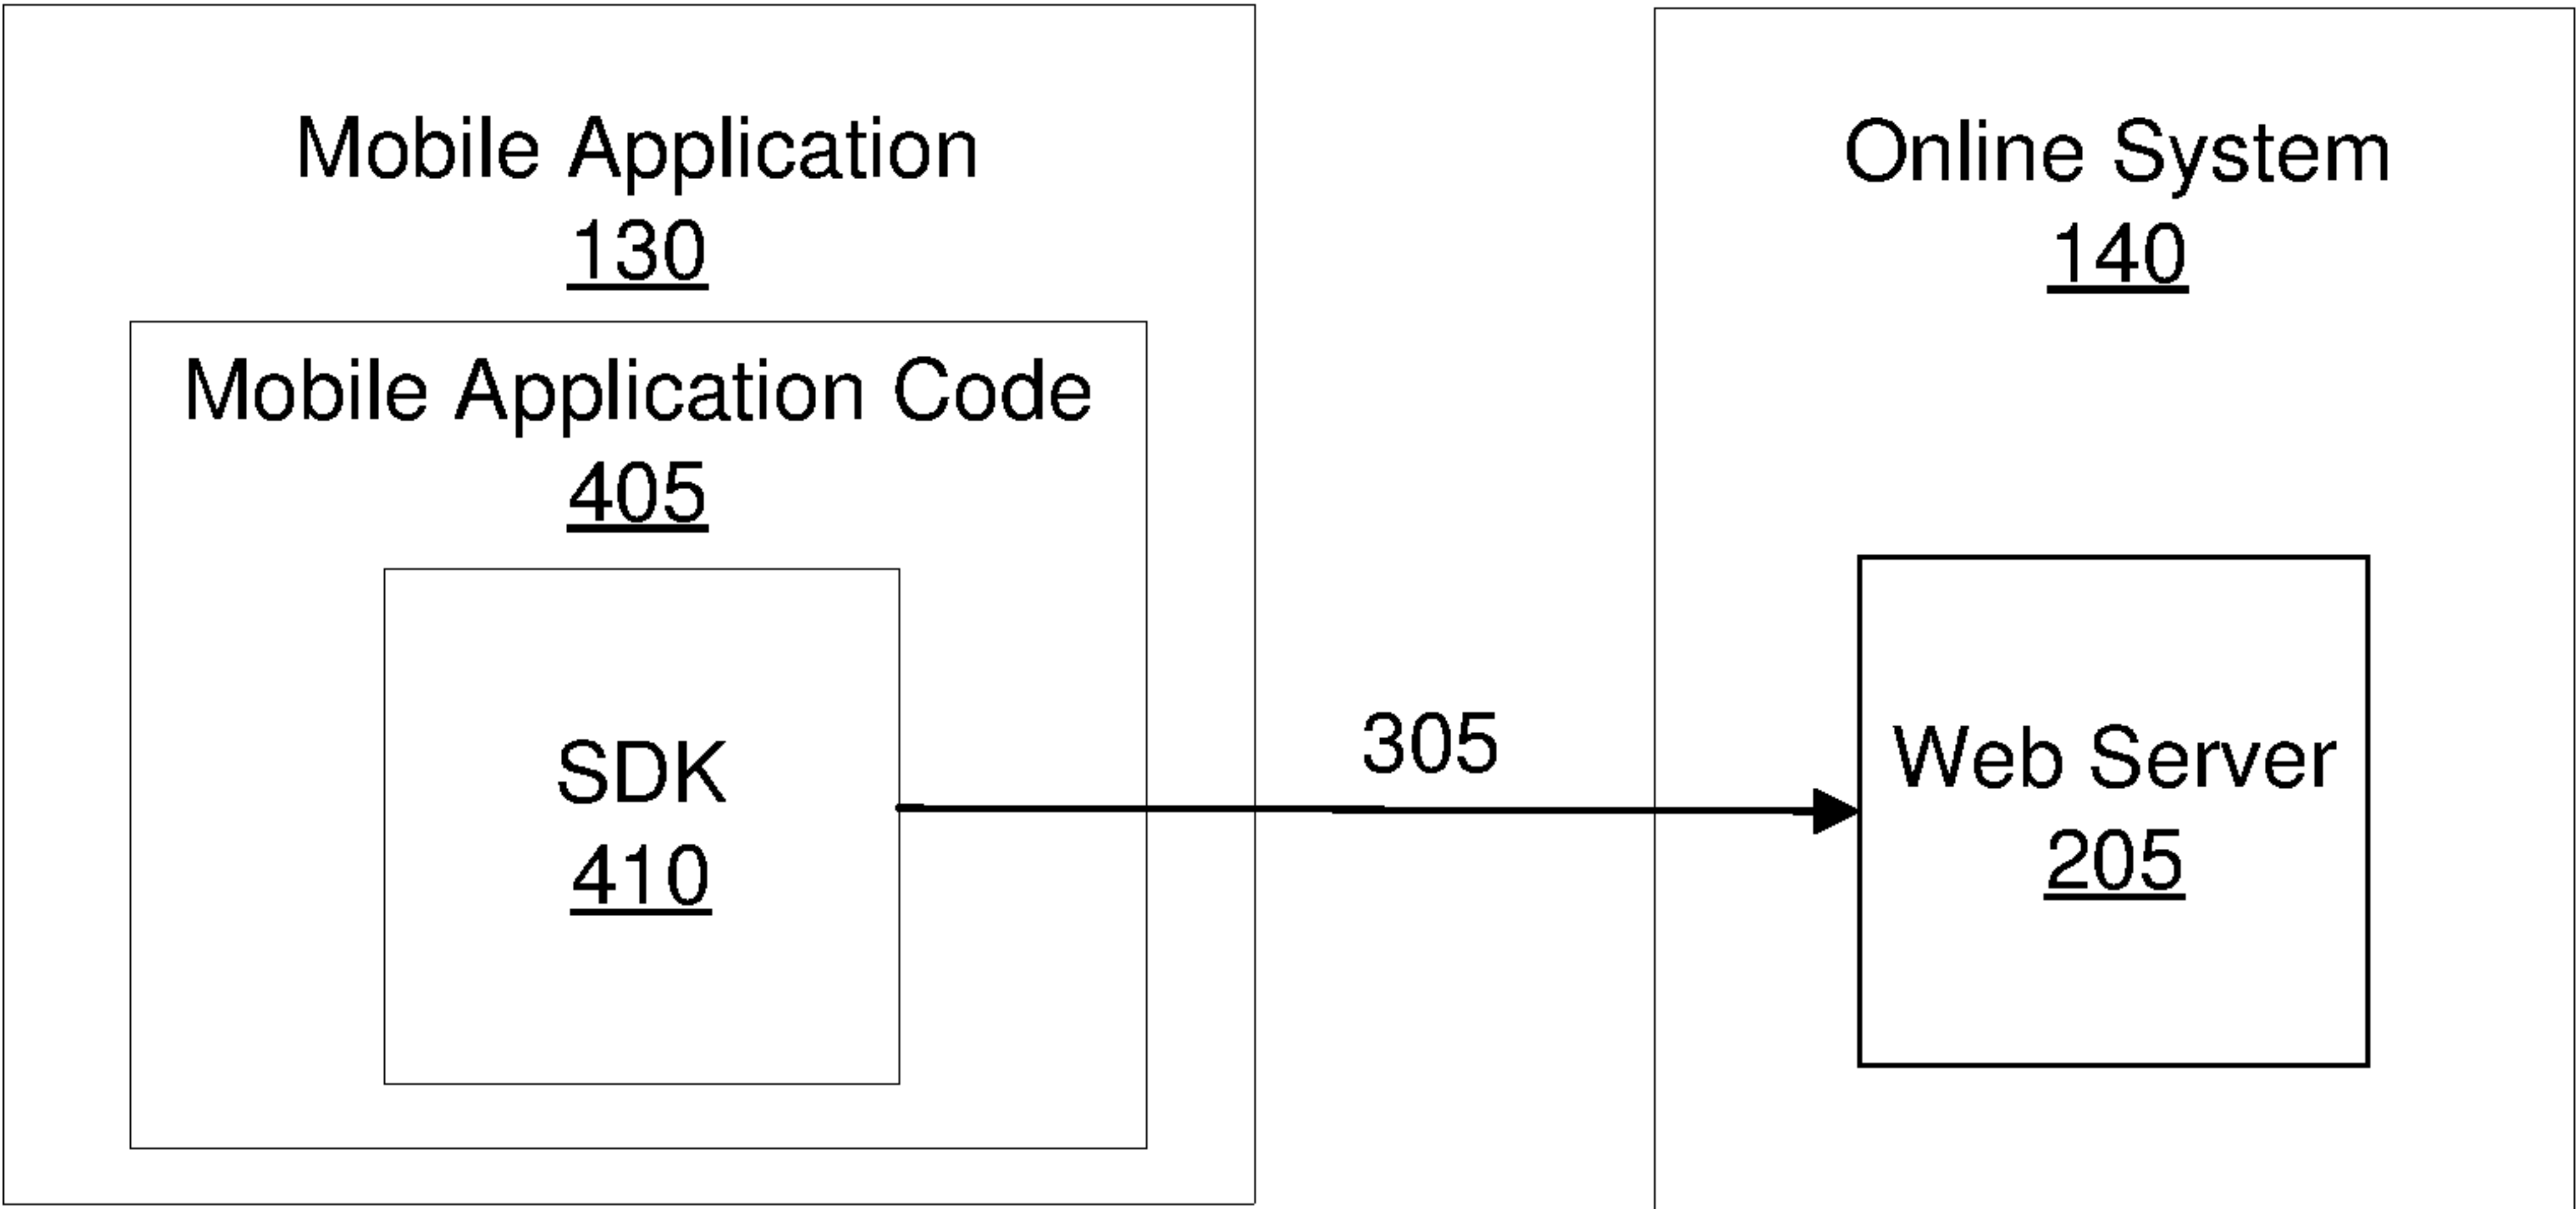 Mobile Application
130
Mobile Application Code
405
SDK
410
305
Online System
140
Web Server
205